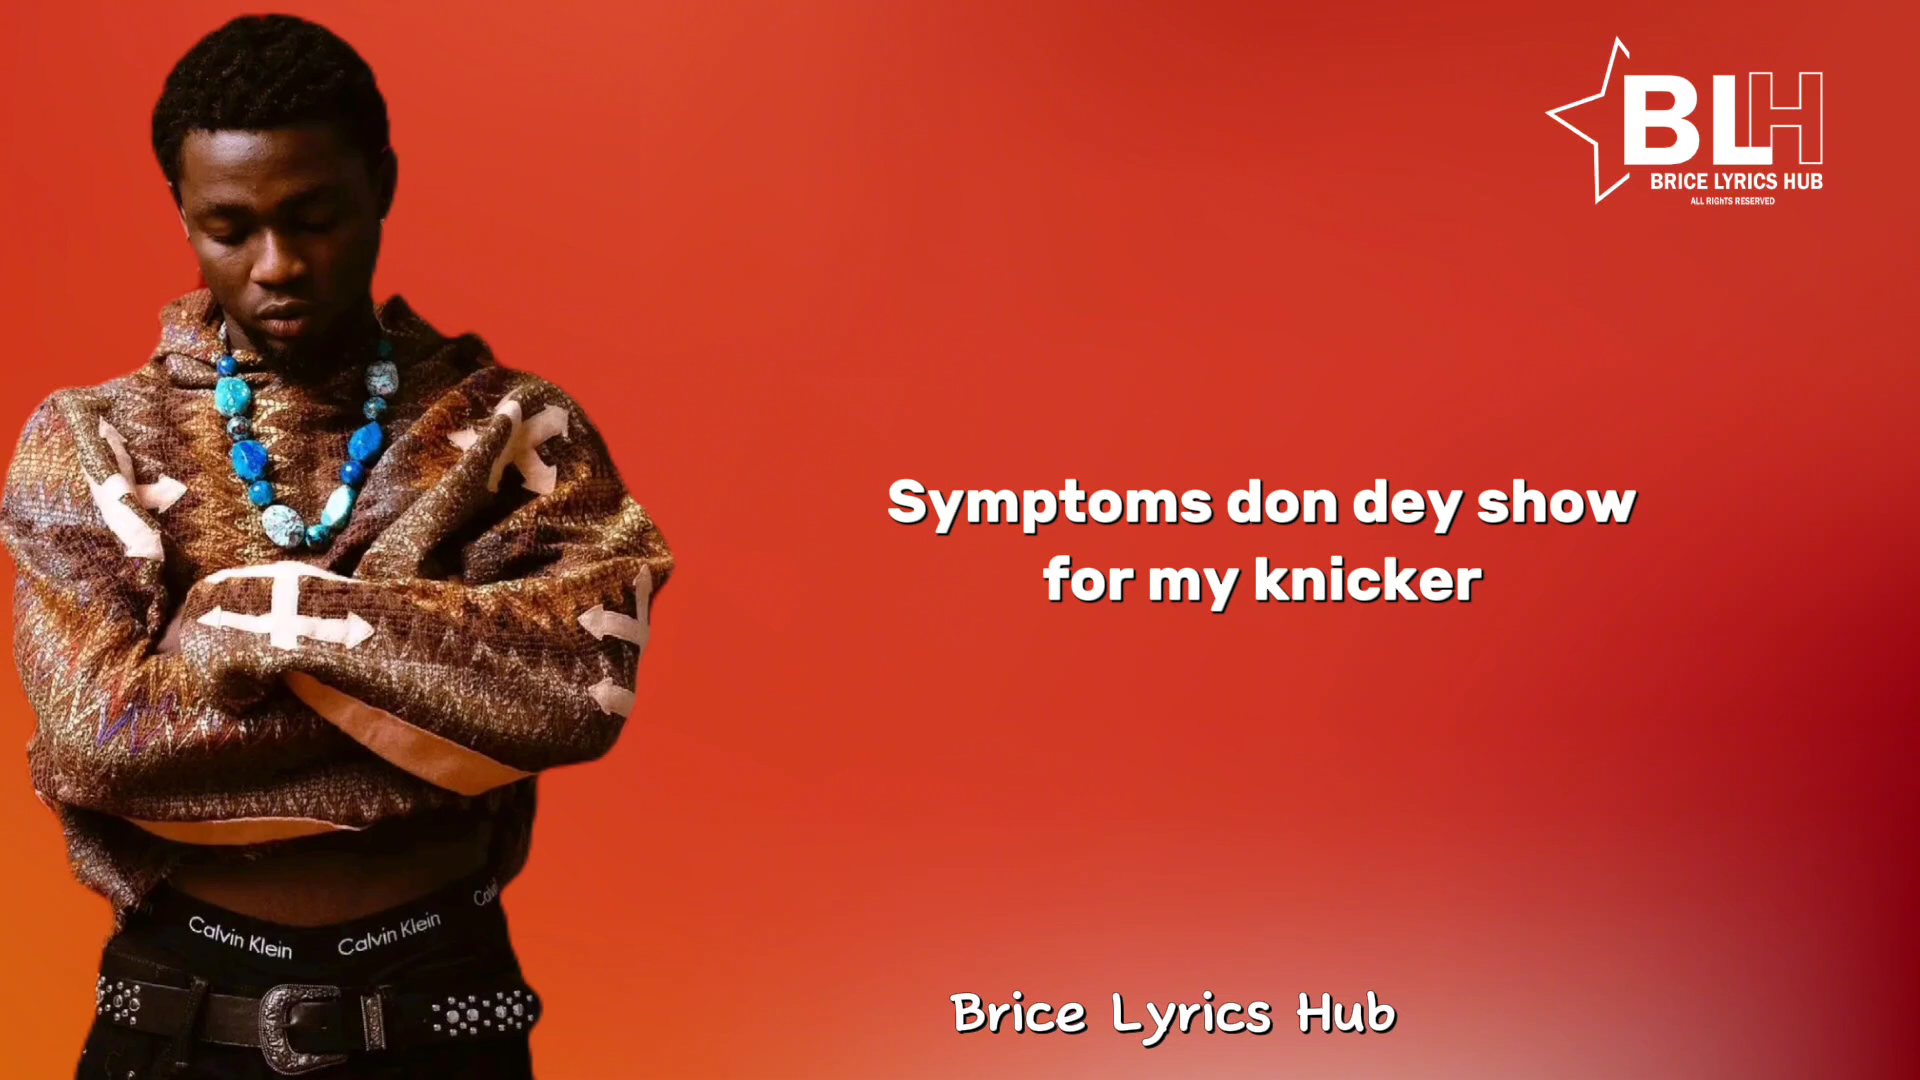 BLH
BRICE LYRICS HUB
ALL RIGHTS RESERVED
Symptoms don dey show
for my knicker
Calvin Klein Calvin Klein Calv
Brice Lyrics Hub